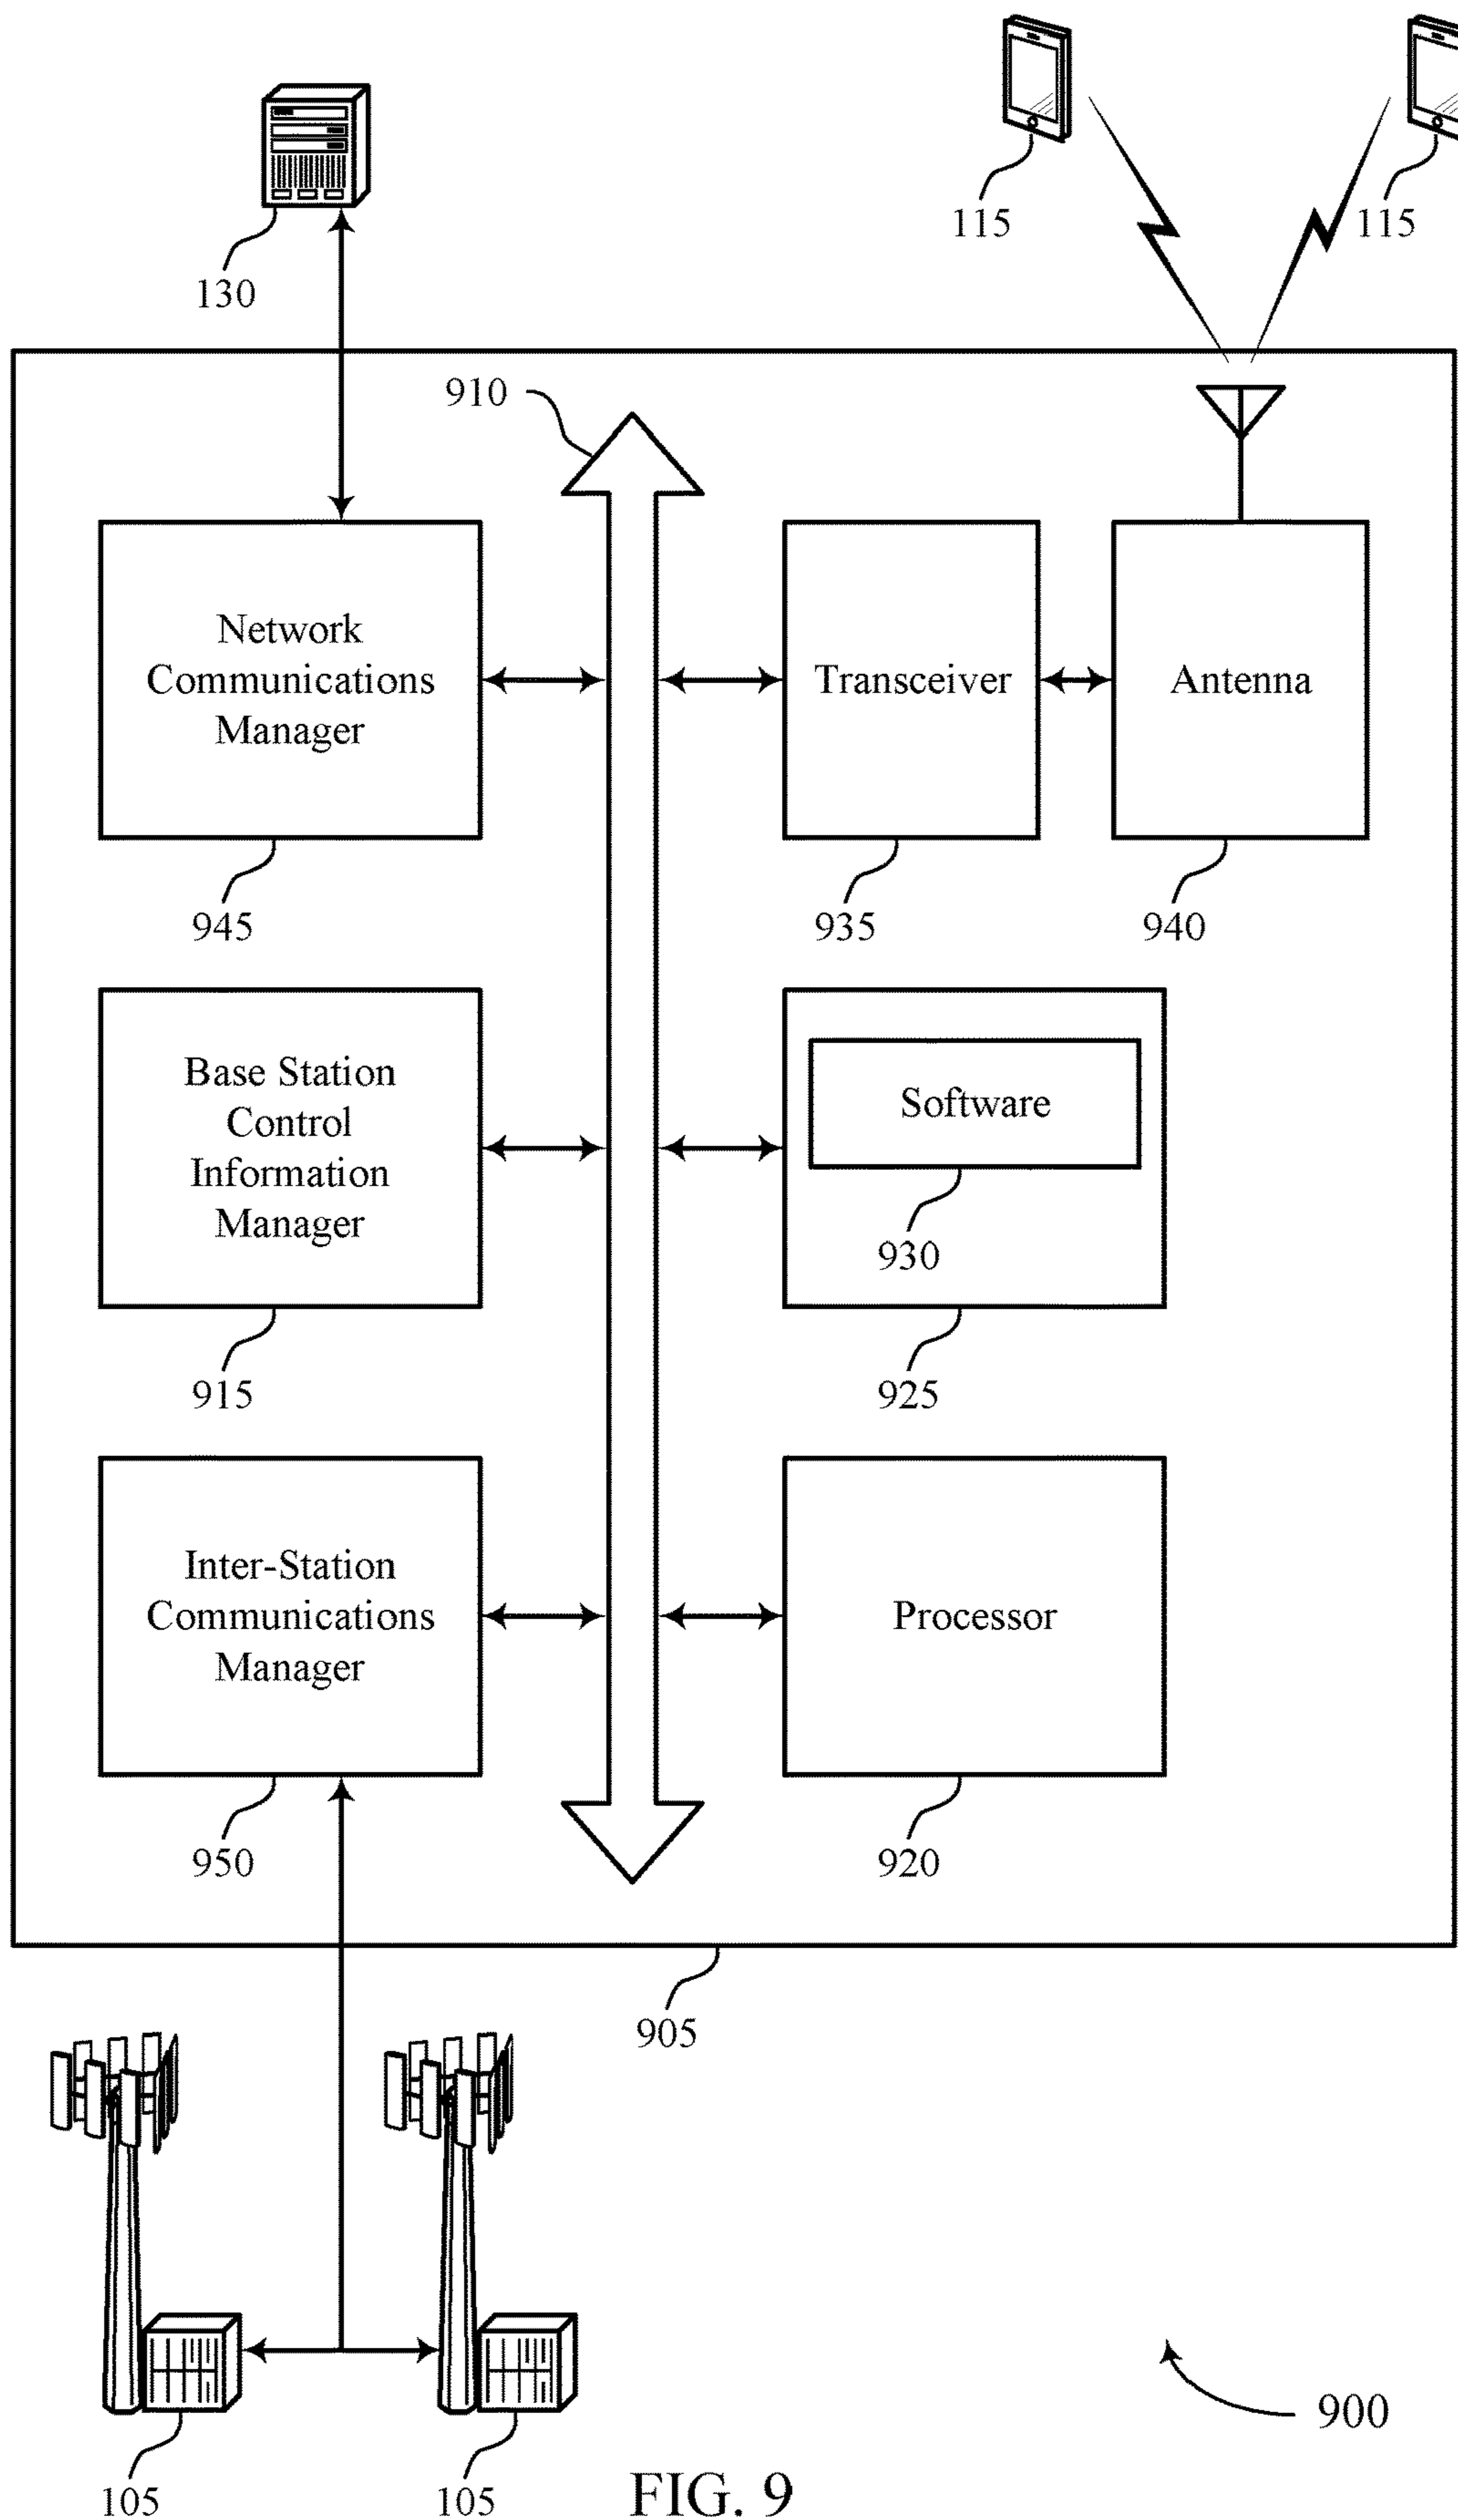 115
115
130
910
Network
Communications
Manager
Transceiver
Antenna
945
935
940
Base Station
Control
Information
Manager
Software
930
915
925
Inter-Station
Communications
Manager
Processor
950
920
905
900
105
105
FIG. 9